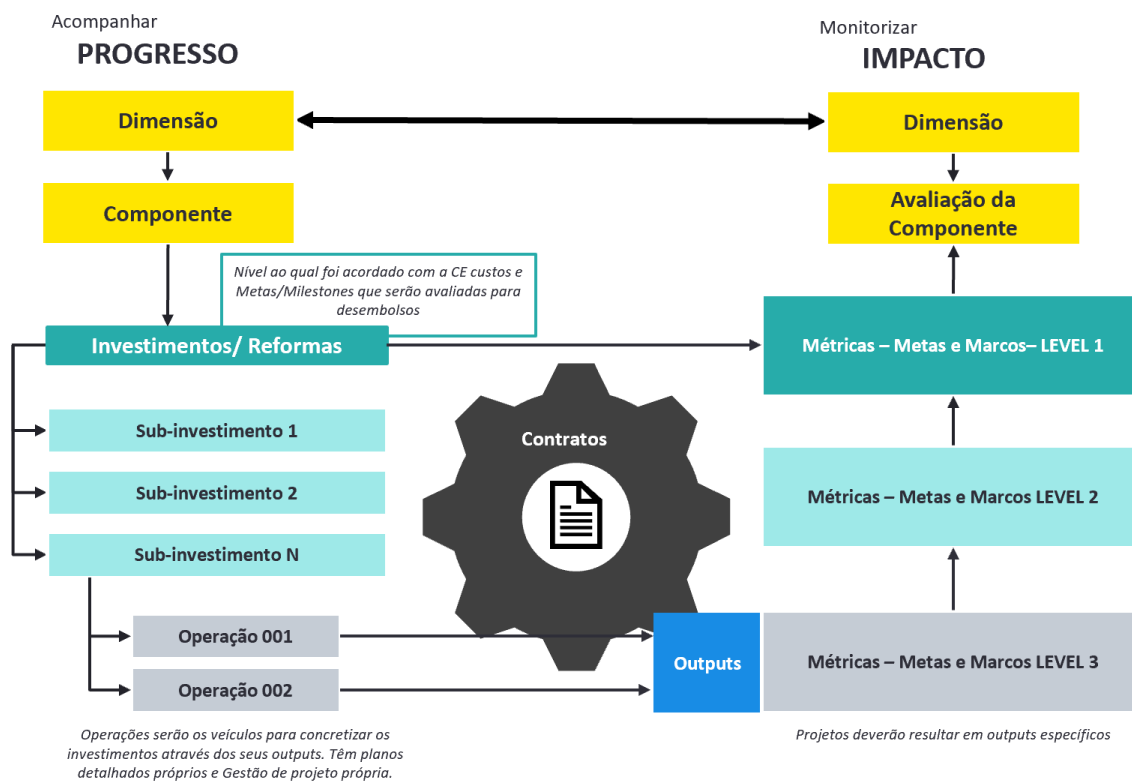 Acompanhar
PROGRESSO
Monitorizar
IMPACTO
Dimensão
Dimensão
Componente
Avaliação da
Componente
Nível ao qual foi acordado com a CE custos e
Metas/Milestones que serão avaliadas para
desembolsos
Investimentos/ Reformas
Métricas – Metas e Marcos– LEVEL 1
Sub-investimento 1
Sub-investimento 2
Sub-investimento N
Contratos
Métricas – Metas e Marcos LEVEL 2
Operação 001
Operação 002
Outputs
Métricas – Metas e Marcos LEVEL 3
Operações serão os veículos para concretizar os
investimentos através dos seus outputs. Têm planos
detalhados próprios e Gestão de projeto própria.
Projetos deverão resultar em outputs específicos